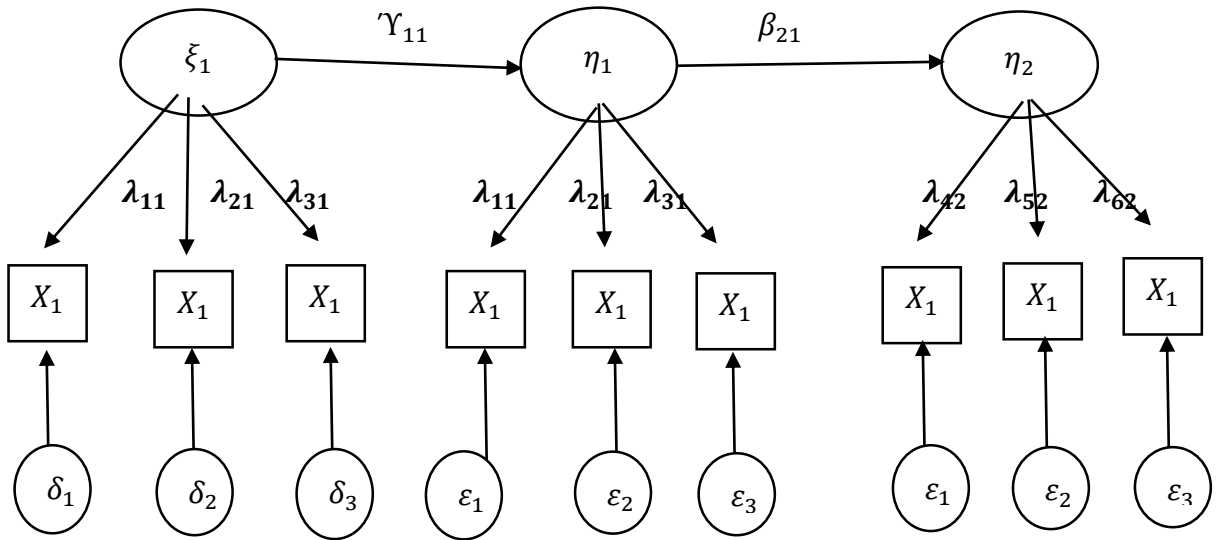 ξ₁ ϒ₁₁ η₁ β₂₁ η₂
λ₁₁ λ₂₁ λ₃₁ λ₁₁ λ₂₁ λ₃₁ λ₄₂ λ₅₂ λ₆₂
X₁ X₁ X₁ X₁ X₁ X₁ X₁ X₁ X₁
δ₁ δ₂ δ₃ ε₁ ε₂ ε₃ ε₁ ε₂ ε₃